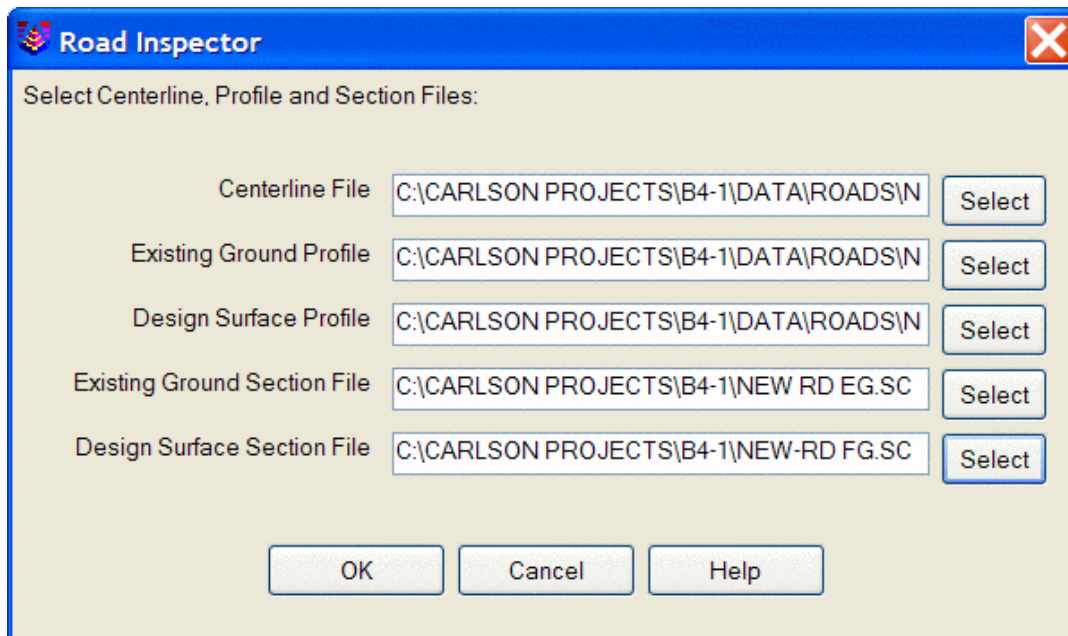 Road Inspector
Select Centerline, Profile and Section Files:
Centerline File C:\CARLSON PROJECTS\B4-1\DATA\ROADS\N Select
Existing Ground Profile C:\CARLSON PROJECTS\B4-1\DATA\ROADS\N Select
Design Surface Profile C:\CARLSON PROJECTS\B4-1\DATA\ROADS\N Select
Existing Ground Section File C:\CARLSON PROJECTS\B4-1\NEW RD EG.SC Select
Design Surface Section File C:\CARLSON PROJECTS\B4-1\NEW-RD FG.SC Select
OK Cancel Help